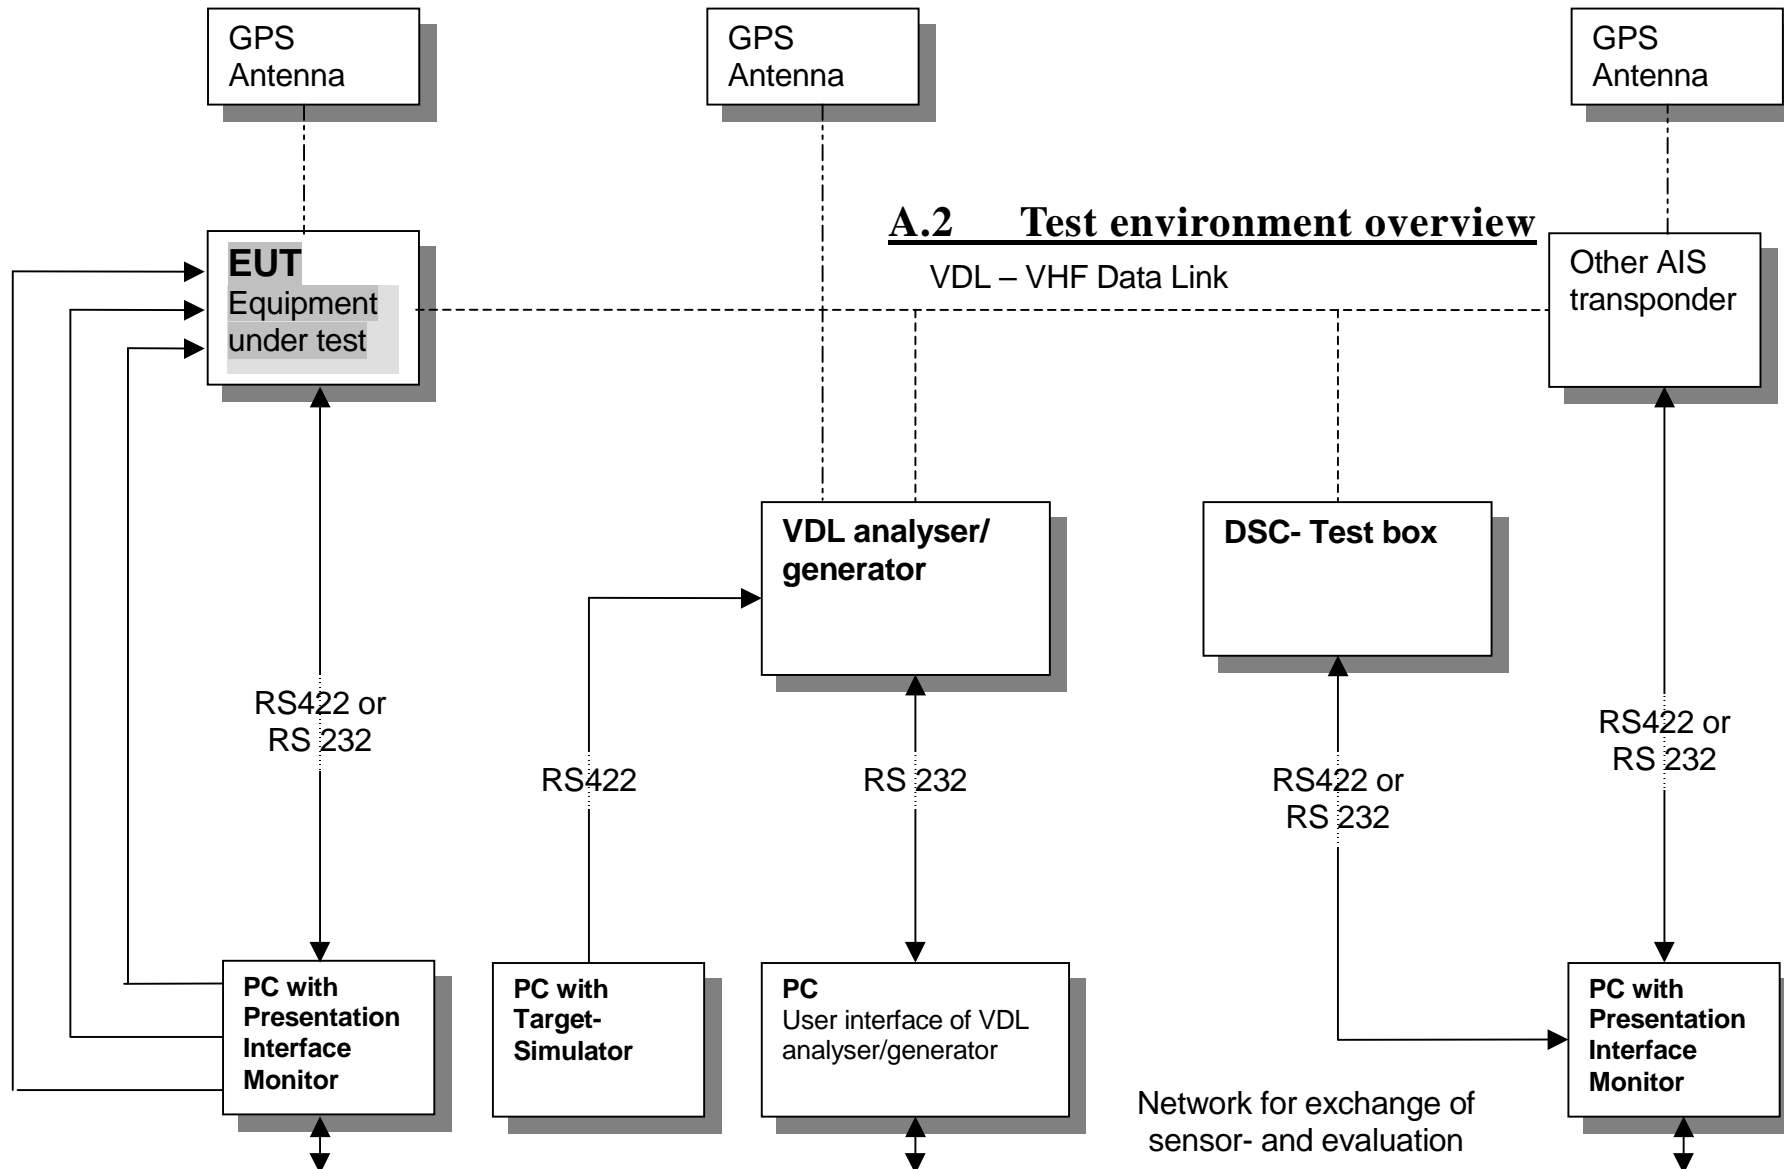 GPS
Antenna
GPS
Antenna
GPS
Antenna
A.2 Test environment overview
VDL – VHF Data Link
EUT
Equipment
under test
Other AIS
transponder
VDL analyser/
generator
DSC- Test box
RS422 or
RS 232
RS422
RS 232
RS422 or
RS 232
RS422 or
RS 232
PC with
Presentation
Interface
Monitor
PC with
Target-
Simulator
PC
User interface of VDL
analyser/generator
PC with
Presentation
Interface
Monitor
Network for exchange of
sensor- and evaluation